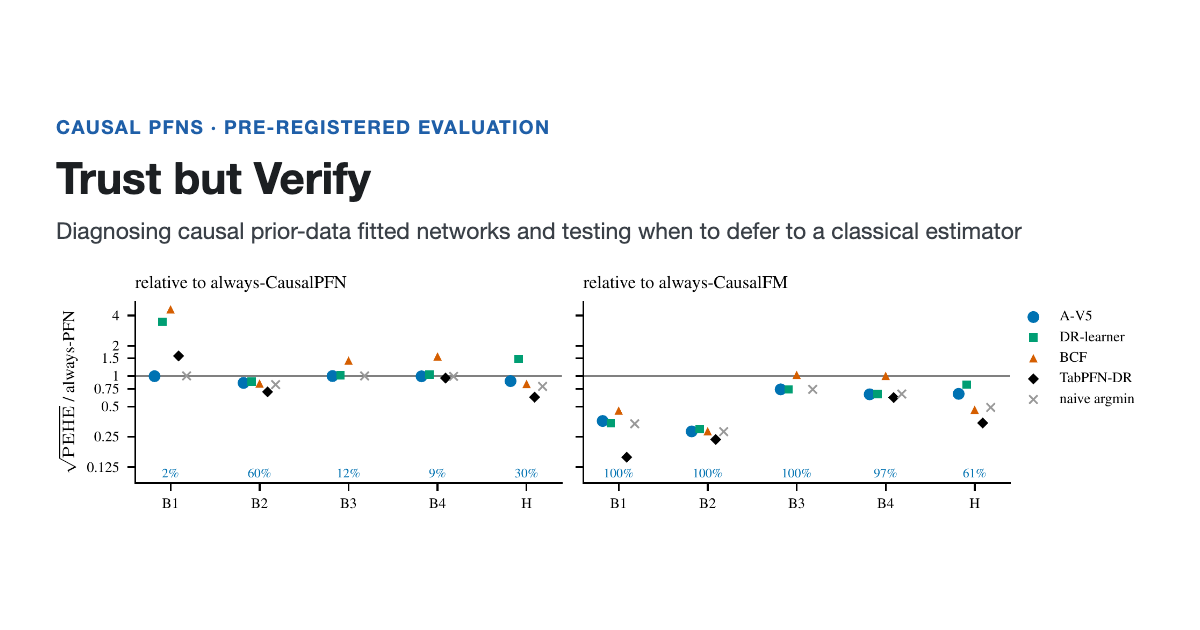 CAUSAL PFNS · PRE-REGISTERED EVALUATION
Trust but Verify
Diagnosing causal prior-data fitted networks and testing when to defer to a classical estimator
relative to always-CausalPFN
relative to always-CausalFM
√PEHE / always-PFN
4
2
1.5
1
0.75
0.5
0.25
0.125
2% 60% 12% 9% 30%
B1 B2 B3 B4 H
100% 100% 100% 97% 61%
B1 B2 B3 B4 H
A-V5
DR-learner
BCF
TabPFN-DR
naive argmin